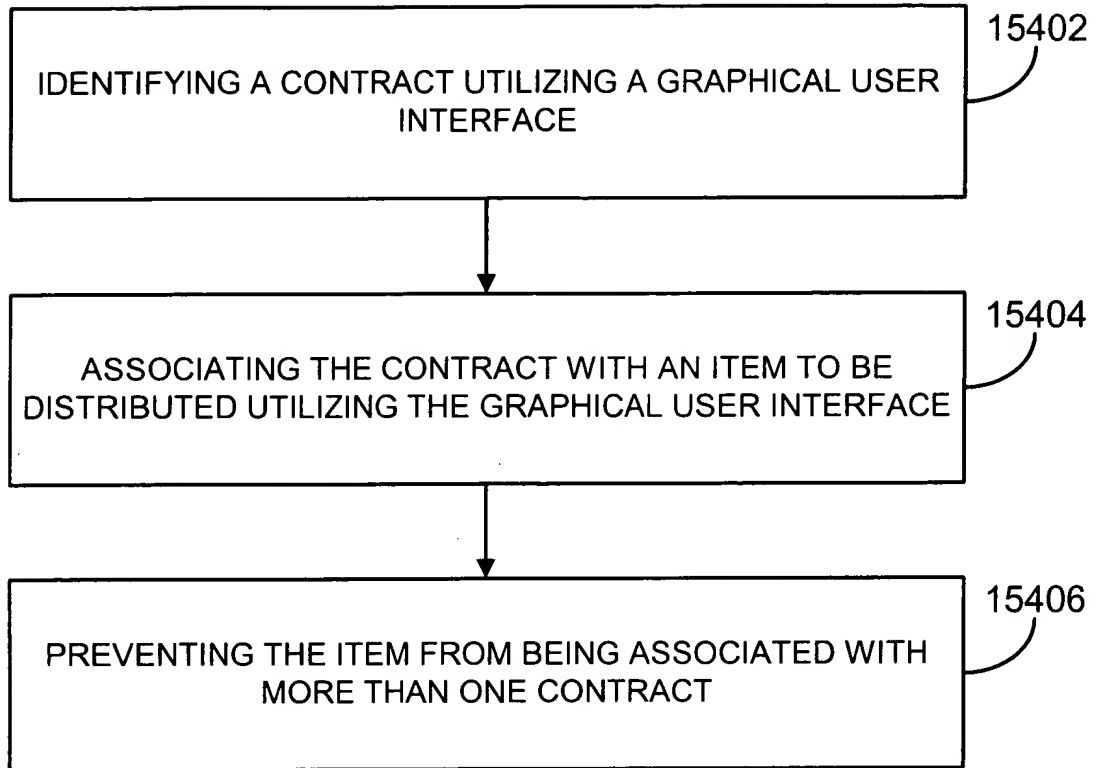 15402
IDENTIFYING A CONTRACT UTILIZING A GRAPHICAL USER
INTERFACE
15404
ASSOCIATING THE CONTRACT WITH AN ITEM TO BE
DISTRIBUTED UTILIZING THE GRAPHICAL USER INTERFACE
15406
PREVENTING THE ITEM FROM BEING ASSOCIATED WITH
MORE THAN ONE CONTRACT